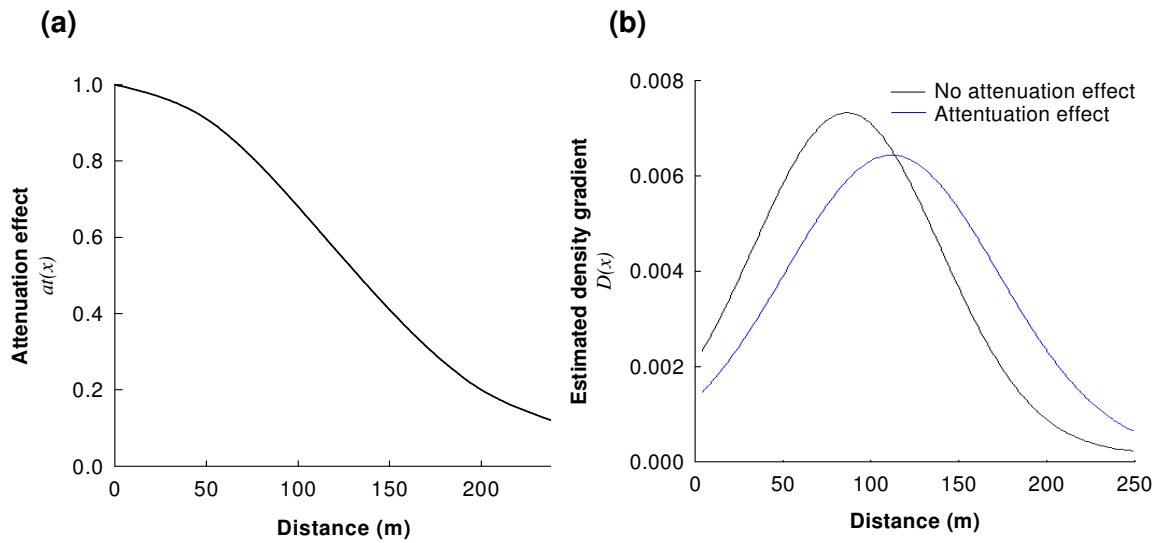 (a)
Attenuation effect
at(x)
1.0
0.8
0.6
0.4
0.2
0.0
0
50
100
150
200
Distance (m)
(b)
Estimated density gradient
D(x)
0.008
0.006
0.004
0.002
0.000
No attenuation effect
Attentuation effect
0
50
100
150
200
250
Distance (m)